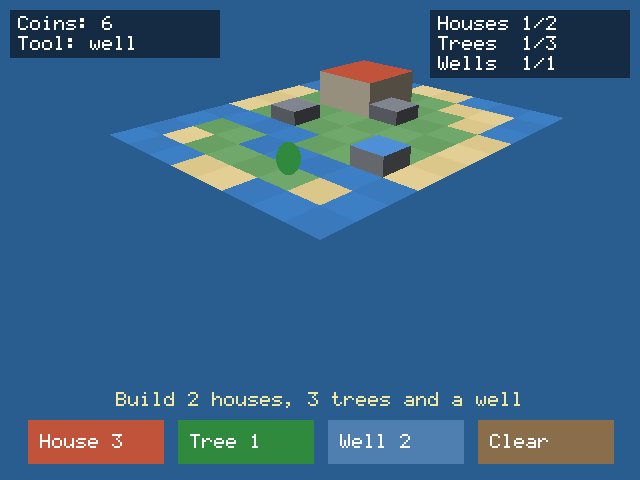 Coins: 6
Tool: well
Houses 1/2
Trees 1/3
Wells 1/1
Build 2 houses, 3 trees and a well
House 3
Tree 1
Well 2
Clear